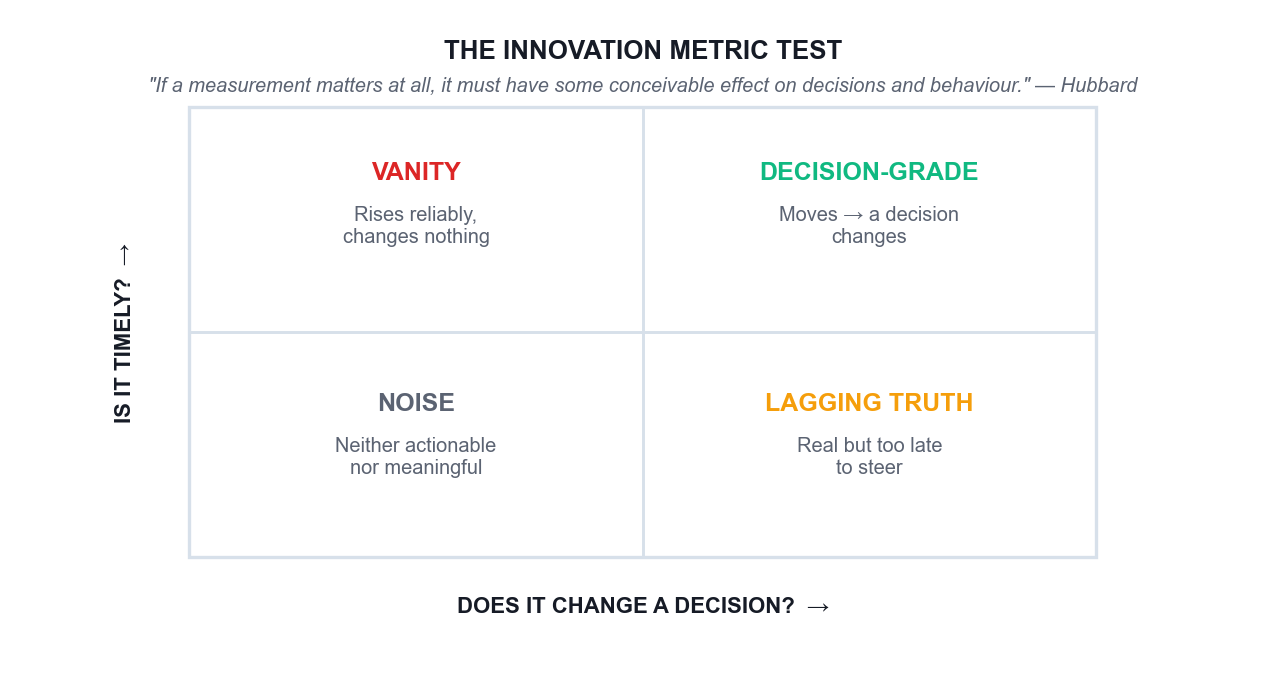 THE INNOVATION METRIC TEST
"If a measurement matters at all, it must have some conceivable effect on decisions and behaviour." — Hubbard
VANITY
Rises reliably,
changes nothing
DECISION-GRADE
Moves → a decision
changes
IS IT TIMELY? →
NOISE
Neither actionable
nor meaningful
LAGGING TRUTH
Real but too late
to steer
DOES IT CHANGE A DECISION? →